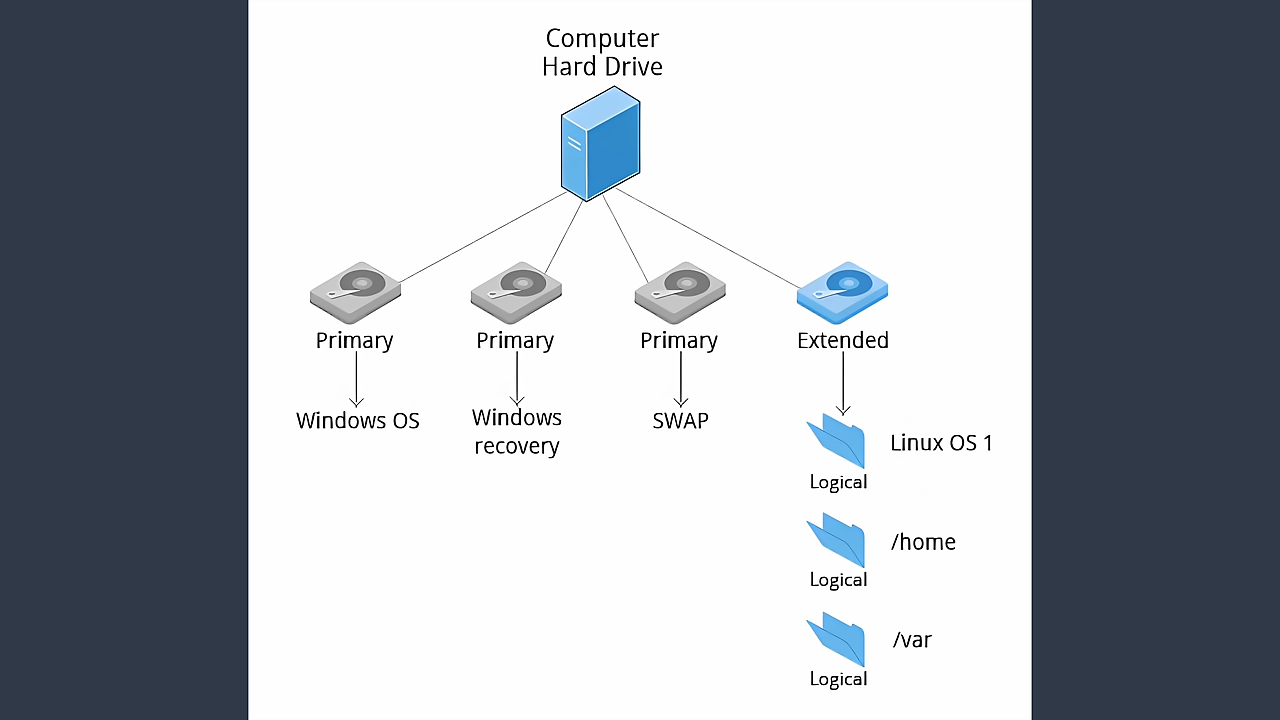 Computer
Hard Drive
Primary
Primary
Primary
Extended
Windows OS
Windows
recovery
SWAP
Linux OS 1
Logical
/home
Logical
/var
Logical